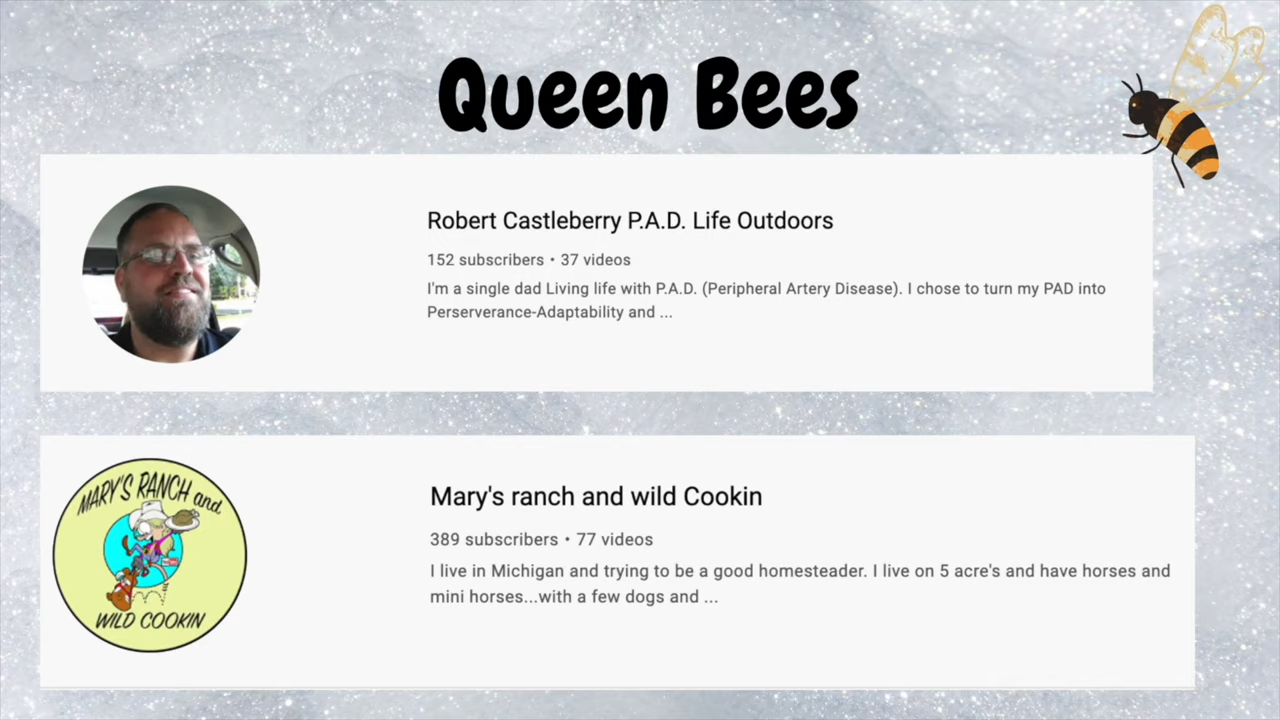 Queen Bees
Robert Castleberry P.A.D. Life Outdoors
152 subscribers • 37 videos
I'm a single dad Living life with P.A.D. (Peripheral Artery Disease). I chose to turn my PAD into
Perserverance-Adaptability and ...
MARY'S RANCH and
WILD COOKIN
Mary's ranch and wild Cookin
389 subscribers • 77 videos
I live in Michigan and trying to be a good homesteader. I live on 5 acre's and have horses and
mini horses...with a few dogs and ...